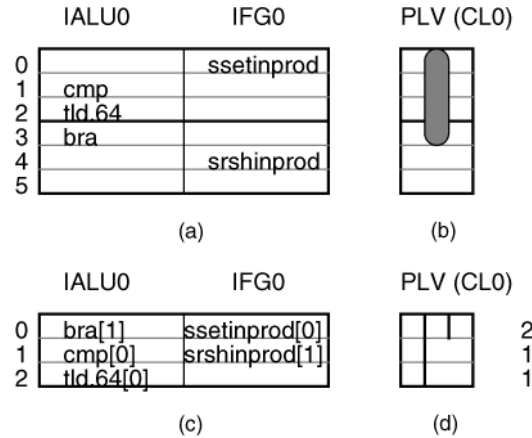 IALU0 IFG0 PLV (CL0)
0 ssetinprod
1 cmp
2 tld.64
3 bra
4 srshinprod
5
(a) (b)
IALU0 IFG0 PLV (CL0)
0 bra[1] ssetinprod[0] 2
1 cmp[0] srshinprod[1] 1
2 tld.64[0] 1
(c) (d)